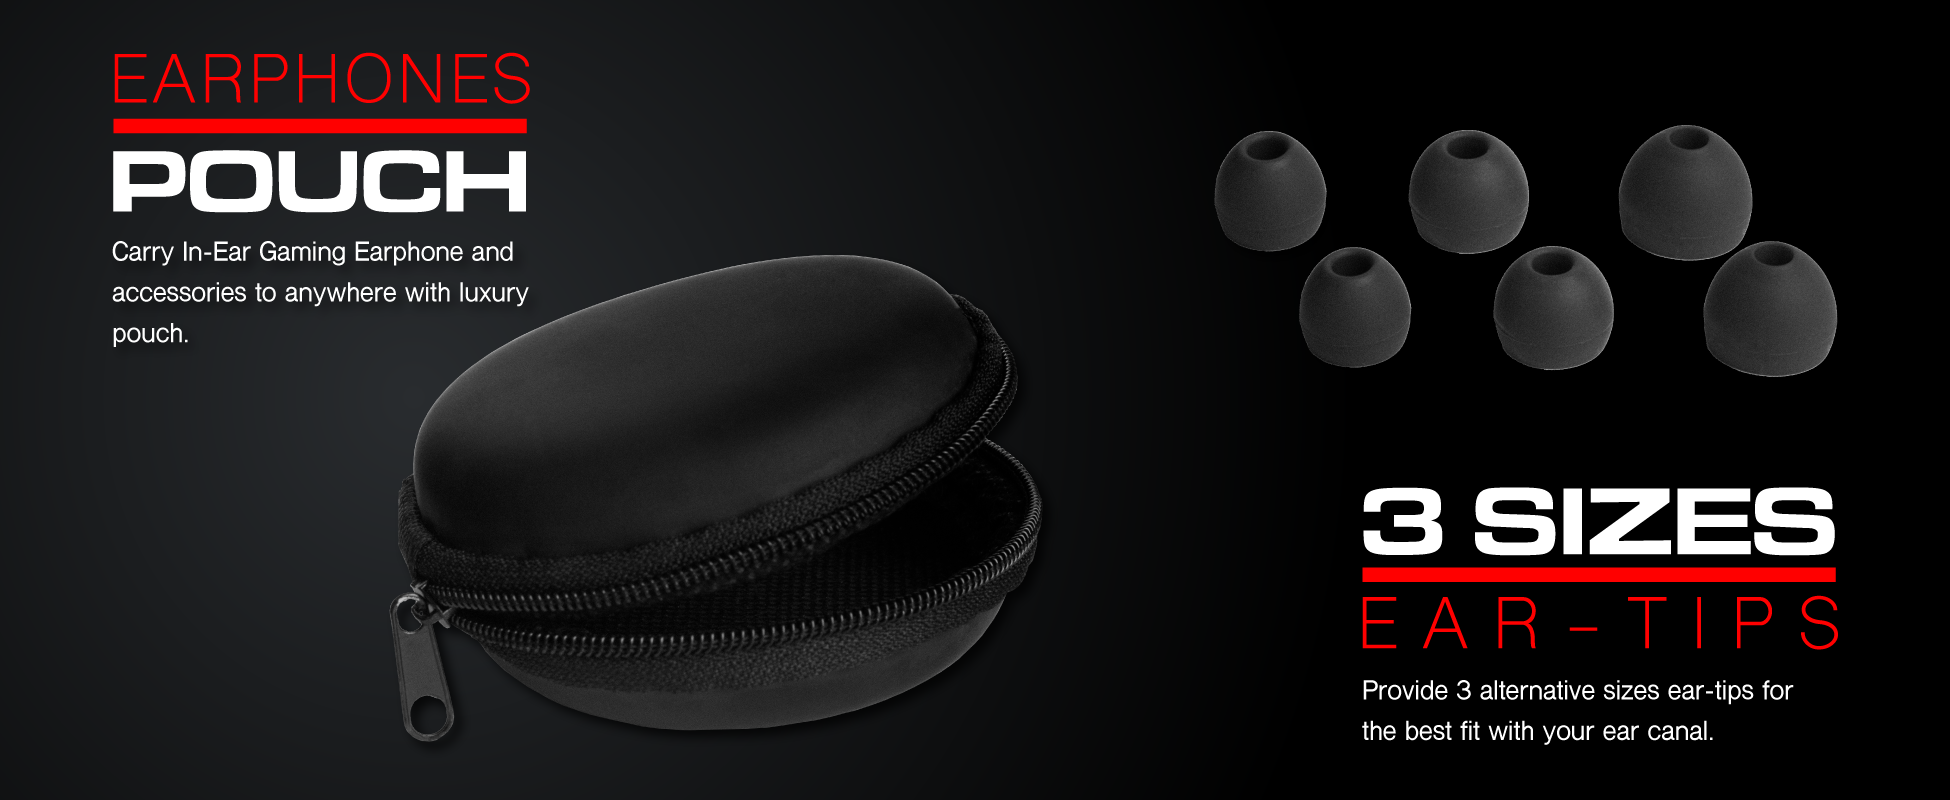 EARPHONES
POUCH
Carry In-Ear Gaming Earphone and
accessories to anywhere with luxury
pouch.
3 SIZES
EAR-TIPS
Provide 3 alternative sizes ear-tips for
the best fit with your ear canal.